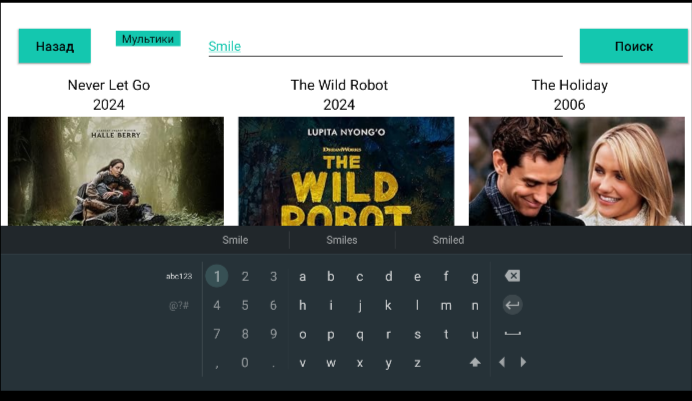 Назад
Мультики
Smile
Поиск
Never Let Go
2024
The Wild Robot
2024
The Holiday
2006
HALLE BERRY
LUPITA NYONG'O
DREAMWORKS
THE
WILD
ROBOT
Smile Smiles Smiled
abc123 1 2 3 a b c d e f g
@?# 4 5 6 h i j k l m n
7 8 9 o p q r s t u
, 0 . v w x y z